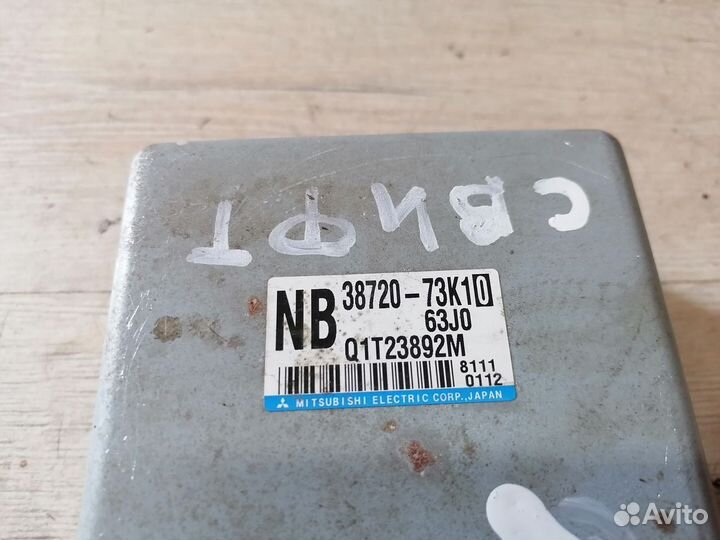 СВИФТ
NB
38720-73K10
63J0
Q1T23892M
8111
0112
MITSUBISHI ELECTRIC CORP., JAPAN
Avito